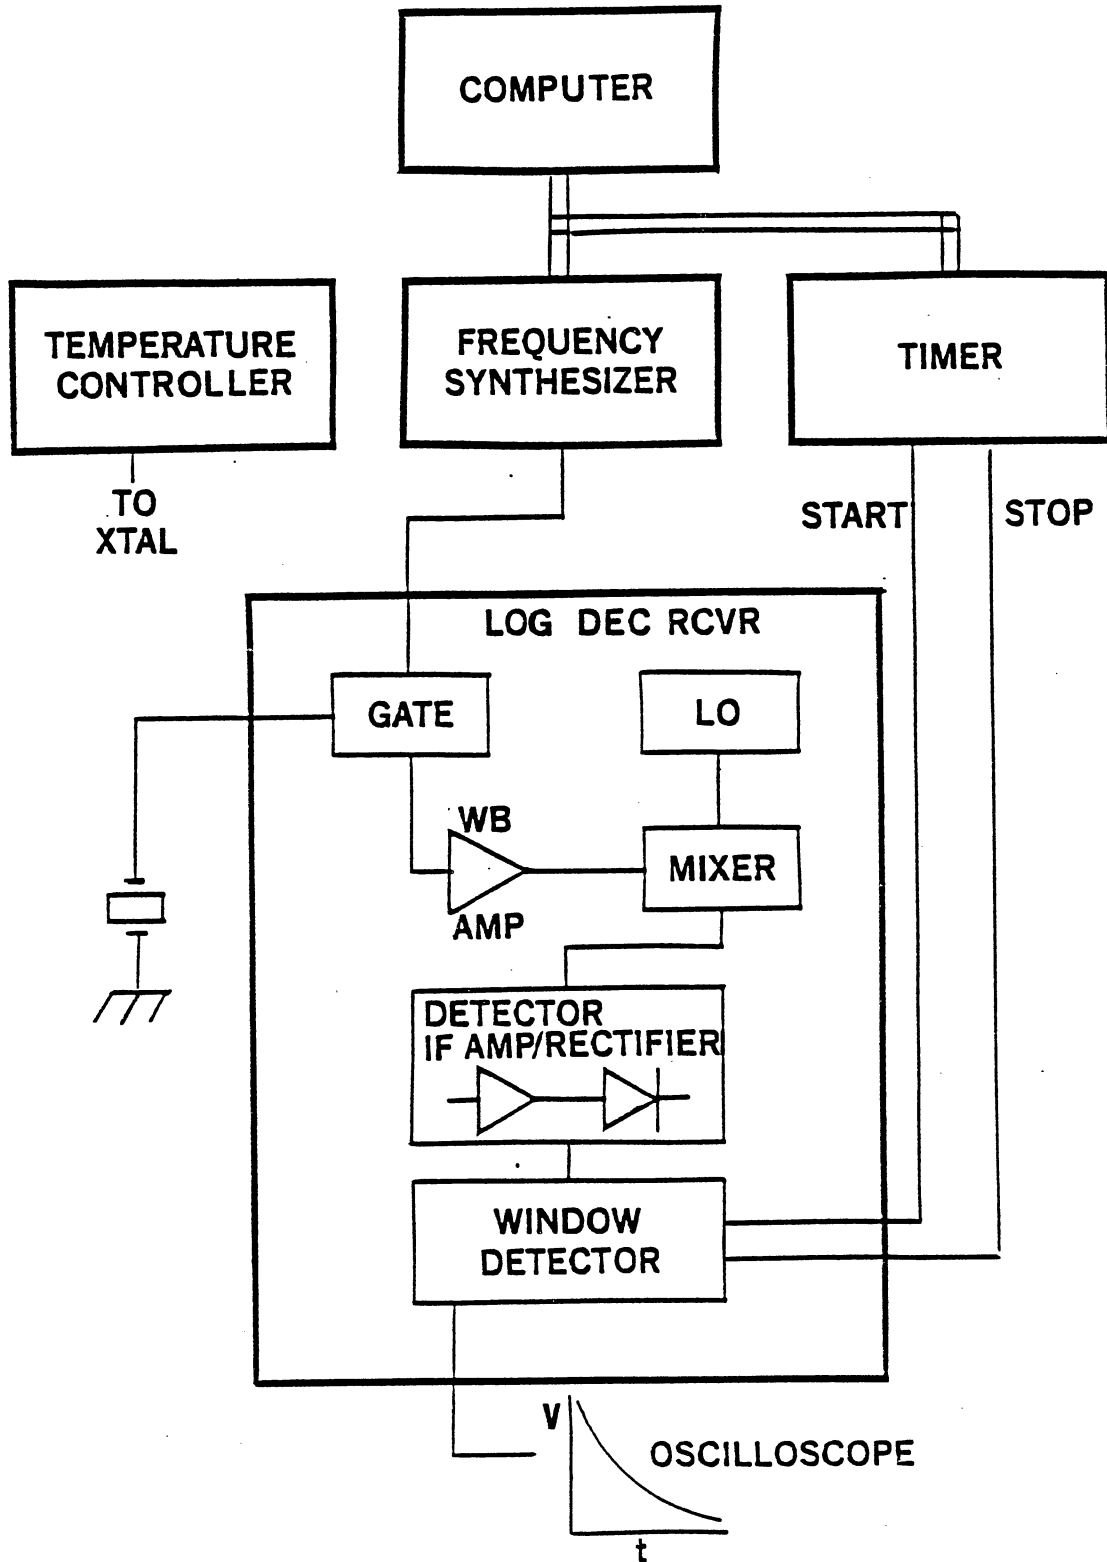 COMPUTER
TEMPERATURE
CONTROLLER
FREQUENCY
SYNTHESIZER
TIMER
TO
XTAL
START
STOP
LOG DEC RCVR
GATE
LO
WB
AMP
MIXER
DETECTOR
IF AMP/RECTIFIER
WINDOW
DETECTOR
V
OSCILLOSCOPE
t